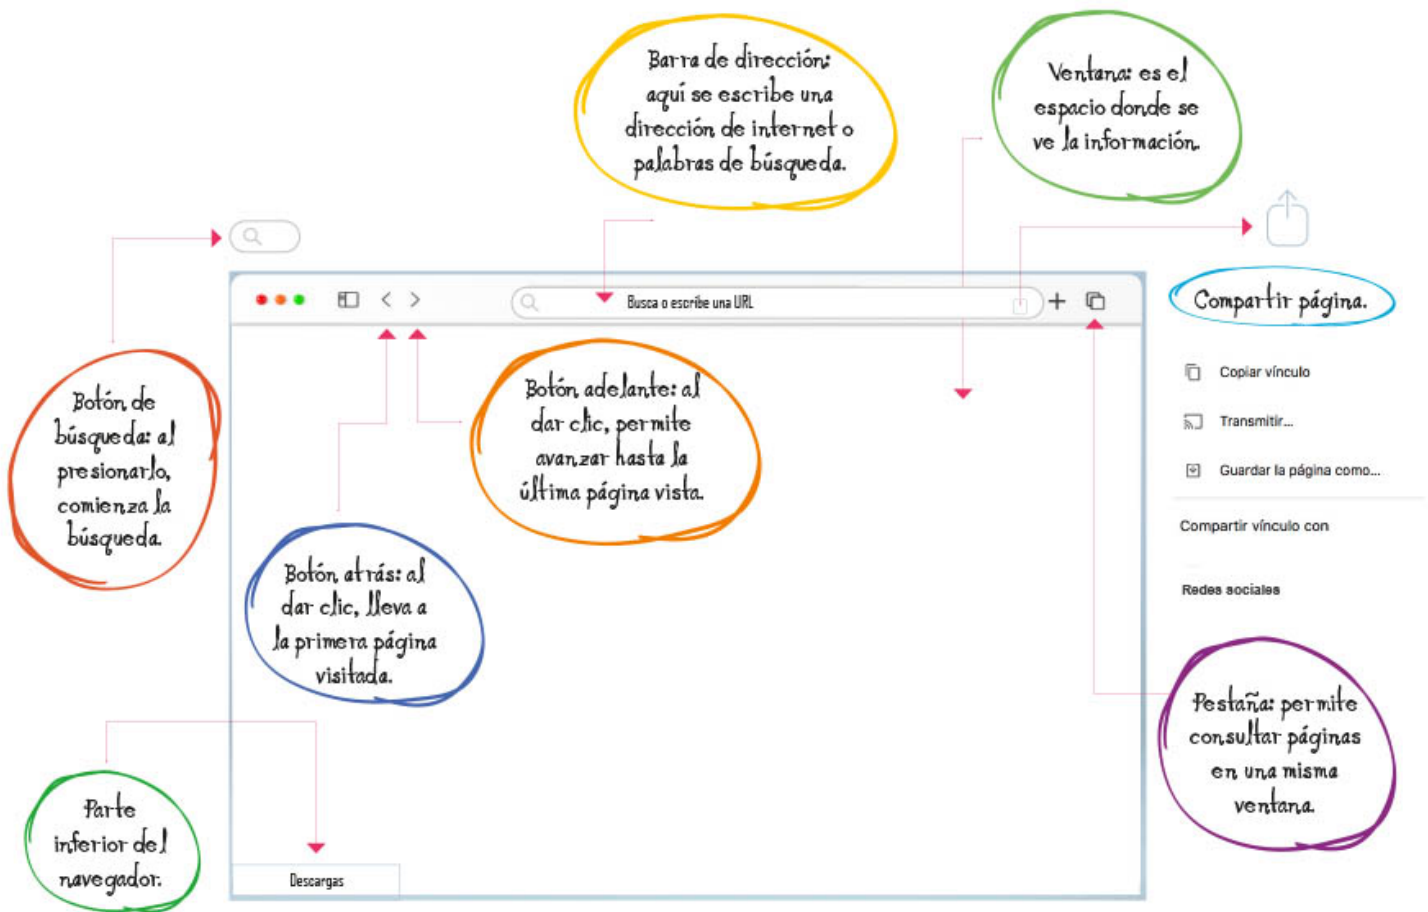 Barra de dirección:
aquí se escribe una
dirección de internet o
palabras de búsqueda.
Ventana: es el
espacio donde se
ve la información.
Busca o escribe una URL
Compartir página.
Copiar vínculo
Transmitir...
Guardar la página como...
Compartir vínculo con
Redes sociales
Botón de
búsqueda: al
presionarlo,
comienza la
búsqueda.
Botón adelante: al
dar clic, permite
avanzar hasta la
última página vista.
Botón atrás: al
dar clic, lleva a
la primera página
visitada.
Pestaña: permite
consultar páginas
en una misma
ventana.
Parte
inferior del
navegador.
Descargas